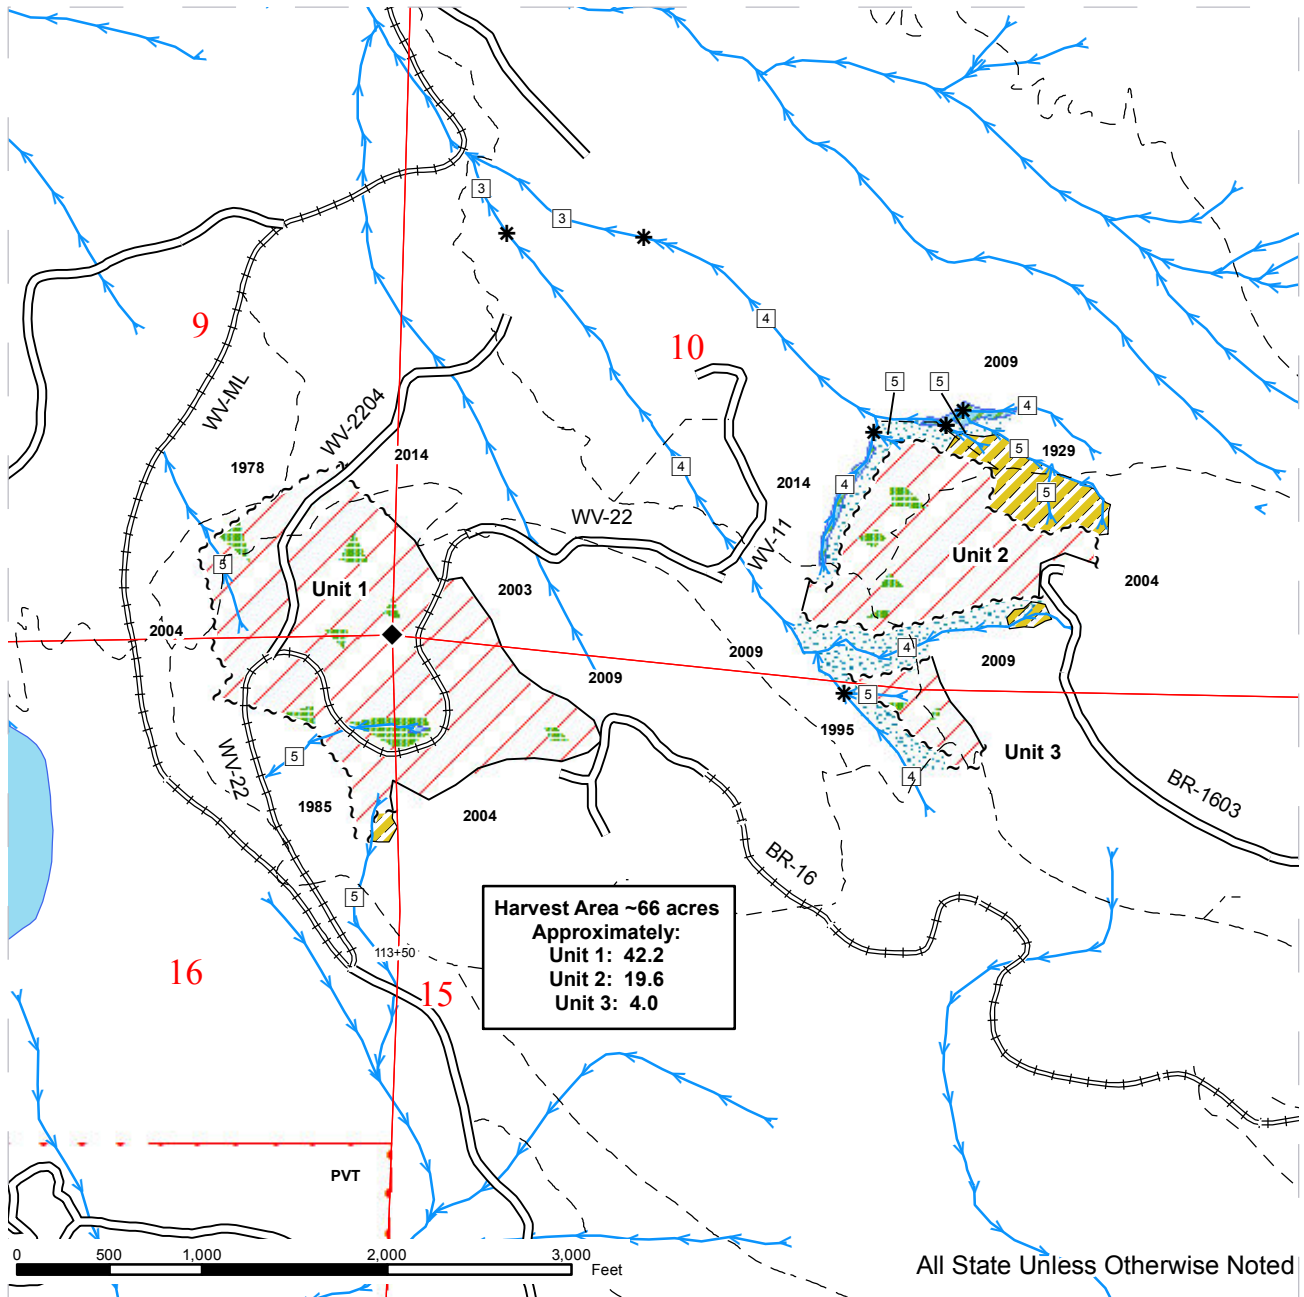 3
3
9
4
10
2009
5
5
4
WV-ML
WV-2204
2014
1978
4
2014
4
5
1929
5
WV-22
WV-11
Unit 2
5
Unit 1
2003
2004
2004
2009
4
2009
2009
5
1995
Unit 3
WV-22
5
1985
2004
4
BR-1603
BR-16
5
113+50
Harvest Area ~66 acres
Approximately:
Unit 1: 42.2
Unit 2: 19.6
Unit 3: 4.0
16
15
PVT
0 500 1,000 2,000 3,000
Feet
All State Unless Otherwise Noted